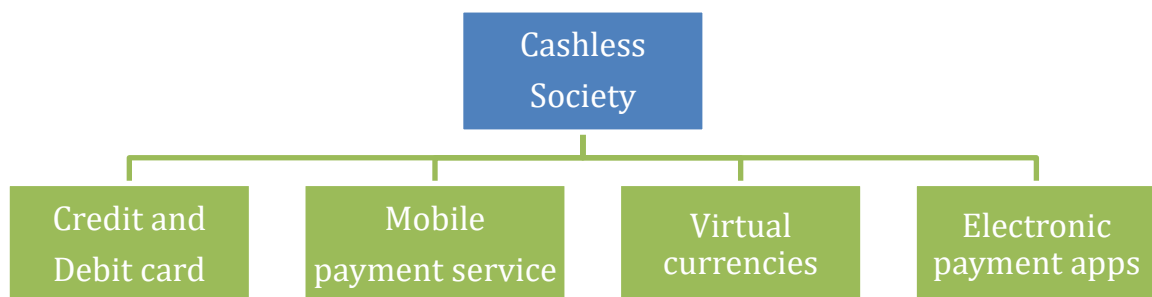 Cashless
Society
Credit and
Debit card
Mobile
payment service
Virtual
currencies
Electronic
payment apps